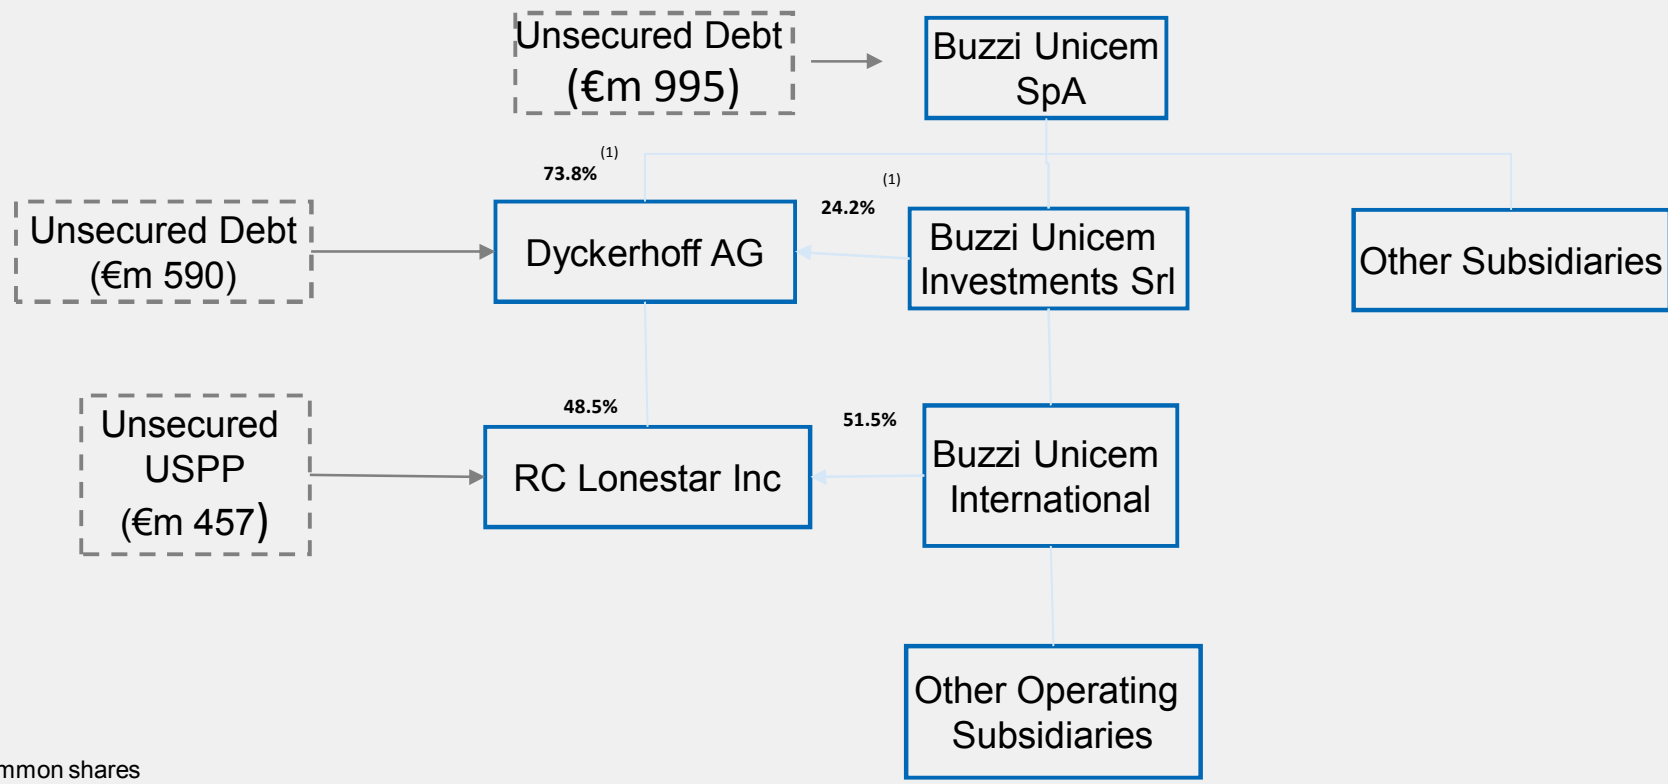 Unsecured Debt
(€m 995)
Buzzi Unicem
SpA
73.8% (1)
24.2% (1)
Unsecured Debt
(€m 590)
Dyckerhoff AG
Buzzi Unicem
Investments Srl
Other Subsidiaries
48.5%
51.5%
Unsecured
USPP
(€m 457)
RC Lonestar Inc
Buzzi Unicem
International
Other Operating
Subsidiaries
shares